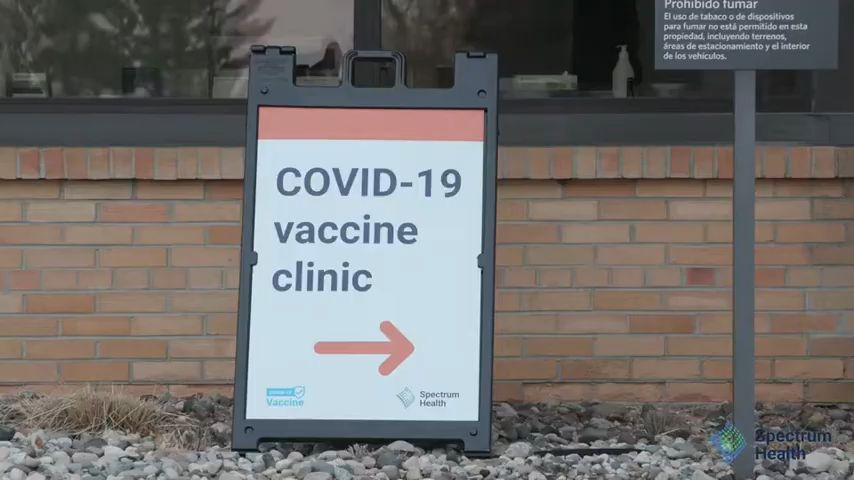 Prohibido fumar
El uso de tabaco o de dispositivos
para fumar no está permitido en esta
propiedad, incluyendo terrenos,
áreas de estacionamiento y el interior
de los vehículos.
COVID-19
vaccine
clinic
COVID-19
Vaccine
Spectrum
Health
Spectrum
Health